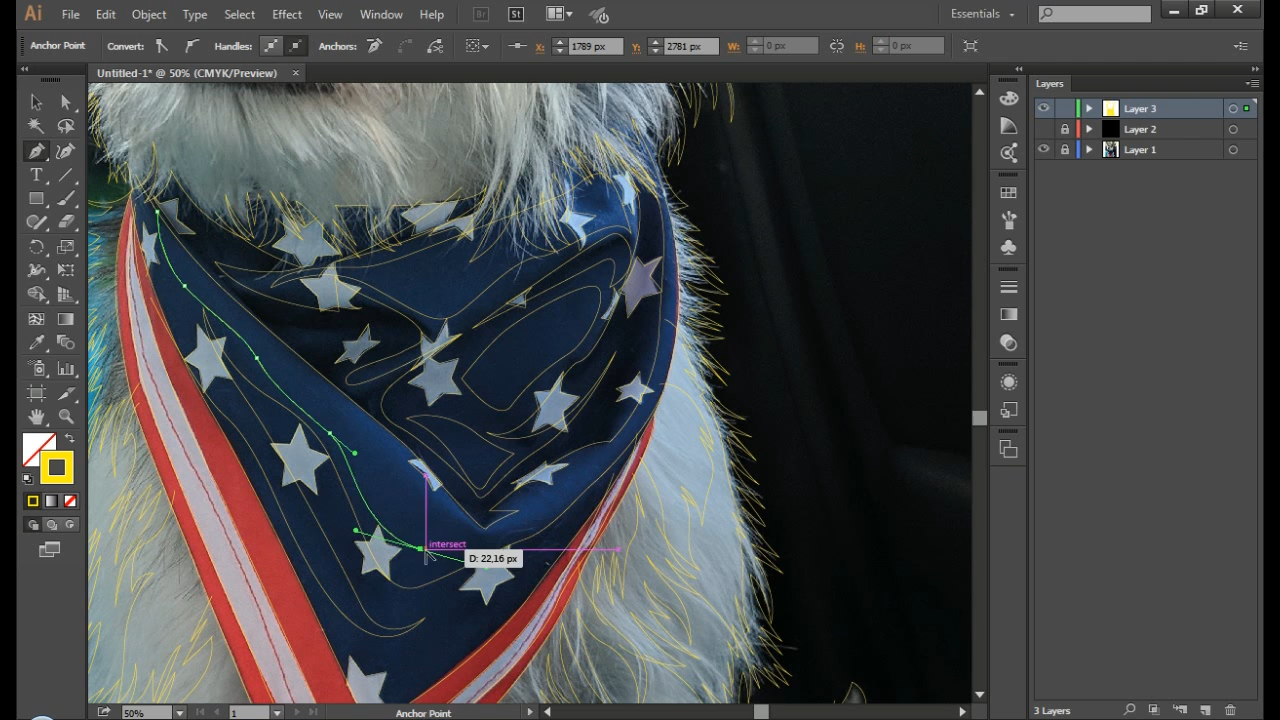 Ai File Edit Object Type Select Effect View Window Help Br St Essentials
Anchor Point Convert: Handles: Anchors: X: 1789 px Y: 2781 px W: 0 px H: 0 px
Untitled-1* @ 50% (CMYK/Preview)
Layers
Layer 3
Layer 2
Layer 1
intersect
D: 22,16 px
50% 1 Anchor Point
3 Layers